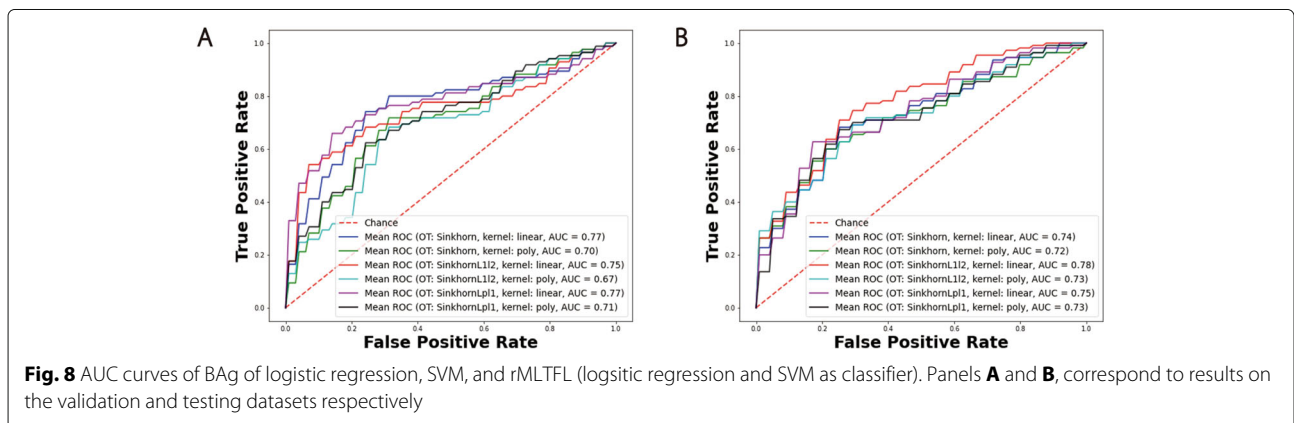 A
True Positive Rate
1.0
0.8
0.6
0.4
0.2
0.0
Chance
Mean ROC (OT: Sinkhorn, kernel: linear, AUC = 0.77)
Mean ROC (OT: Sinkhorn, kernel: poly, AUC = 0.70)
Mean ROC (OT: SinkhornL1l2, kernel: linear, AUC = 0.75)
Mean ROC (OT: SinkhornL1l2, kernel: poly, AUC = 0.67)
Mean ROC (OT: SinkhornLpl1, kernel: linear, AUC = 0.77)
Mean ROC (OT: SinkhornLpl1, kernel: poly, AUC = 0.71)
0.0 0.2 0.4 0.6 0.8 1.0
False Positive Rate
B
True Positive Rate
1.0
0.8
0.6
0.4
0.2
0.0
Chance
Mean ROC (OT: Sinkhorn, kernel: linear, AUC = 0.74)
Mean ROC (OT: Sinkhorn, kernel: poly, AUC = 0.72)
Mean ROC (OT: SinkhornL1l2, kernel: linear, AUC = 0.78)
Mean ROC (OT: SinkhornL1l2, kernel: poly, AUC = 0.73)
Mean ROC (OT: SinkhornLpl1, kernel: linear, AUC = 0.75)
Mean ROC (OT: SinkhornLpl1, kernel: poly, AUC = 0.73)
0.0 0.2 0.4 0.6 0.8 1.0
False Positive Rate
Fig. 8 AUC curves of BAg of logistic regression, SVM, and rMLTFL (logsitic regression and SVM as classifier). Panels A and B, correspond to results on
the validation and testing datasets respectively